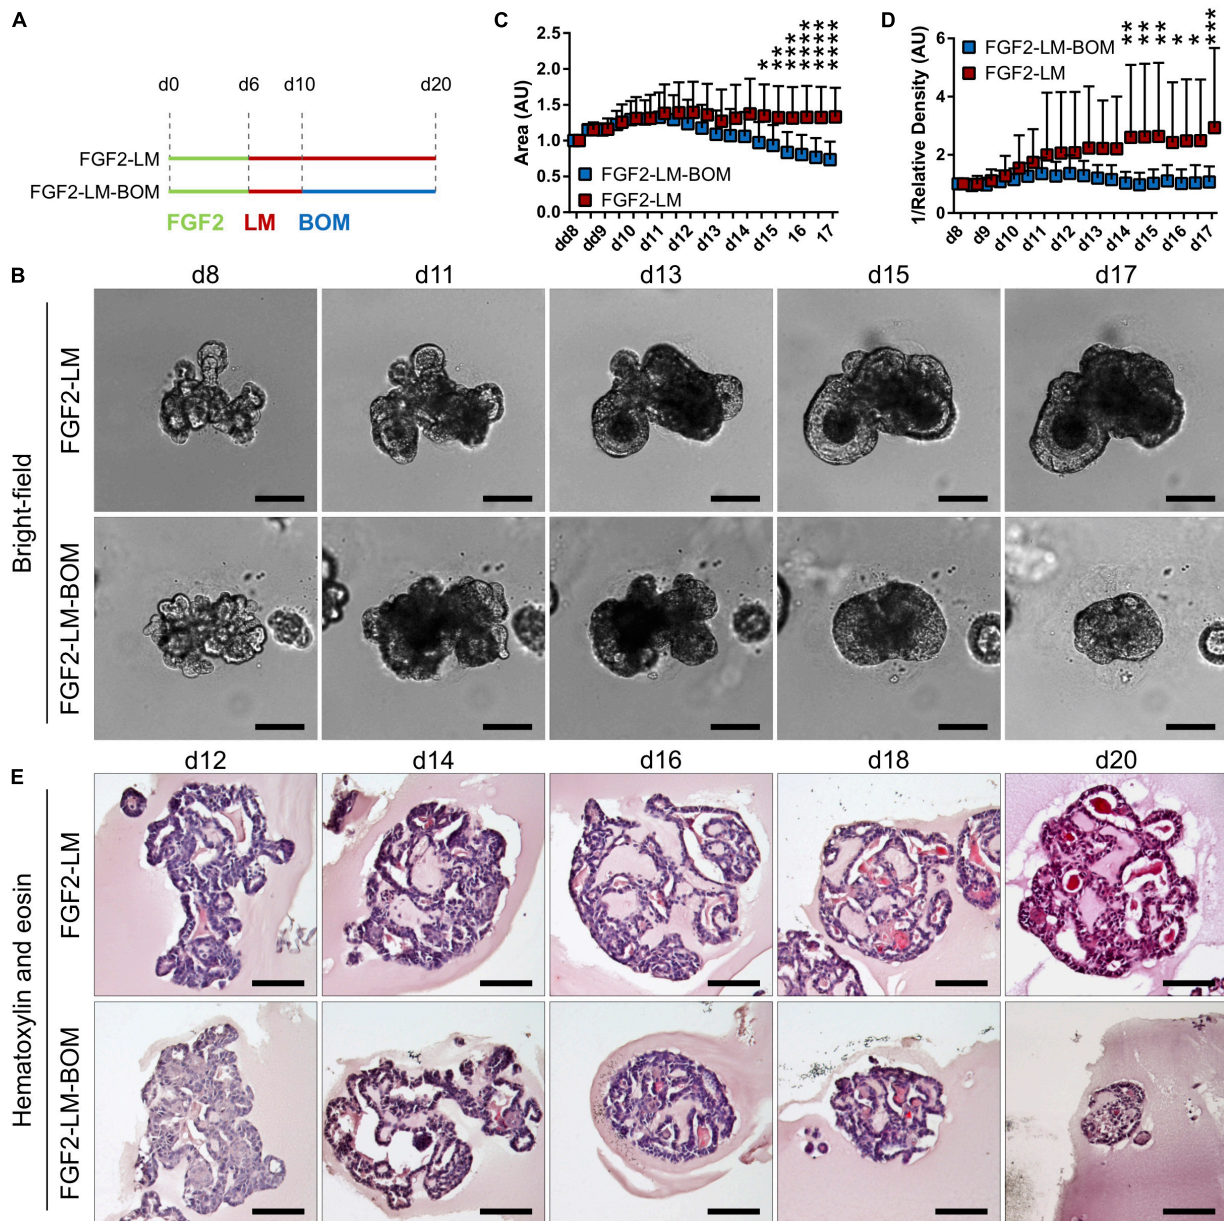 A
d0 d6 d10 d20
FGF2-LM
FGF2-LM-BOM
FGF2 LM BOM
C
Area (AU)
2.5
2.0
1.5
1.0
0.5
0.0
* ** *** **** **** ****
FGF2-LM-BOM
FGF2-LM
dd8 dd9 d10 d11 d12 d13 d14 d15 16 17
D
1/Relative Density (AU)
6
4
2
0
** ** ** * * ***
FGF2-LM-BOM
FGF2-LM
d8 d9 d10 d11 d12 d13 d14 d15 d16 d17
B
d8 d11 d13 d15 d17
Bright-field
FGF2-LM
FGF2-LM-BOM
E
d12 d14 d16 d18 d20
Hematoxylin and eosin
FGF2-LM
FGF2-LM-BOM